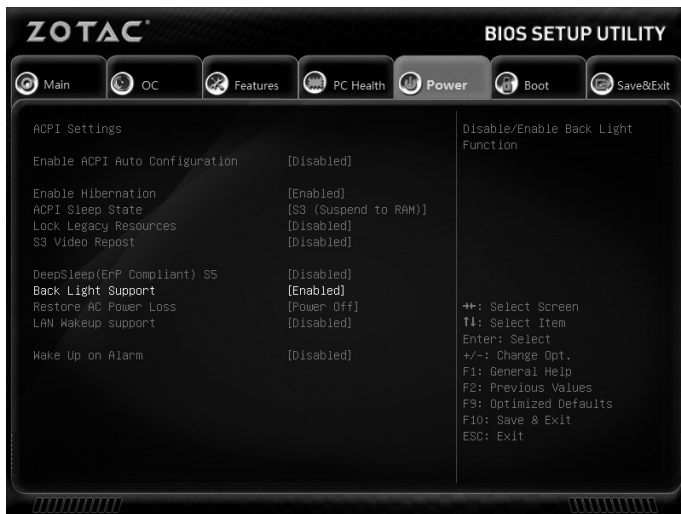 ZOTAC®
BIOS SETUP UTILITY
Main
OC
Features
PC Health
Power
Boot
Save&Exit
ACPI Settings
Enable ACPI Auto Configuration [Disabled]
Enable Hibernation [Enabled]
ACPI Sleep State [S3 (Suspend to RAM)]
Lock Legacy Resources [Disabled]
S3 Video Repost [Disabled]
DeepSleep(ErP Compliant) S5 [Disabled]
Back Light Support [Enabled]
Restore AC Power Loss [Power Off]
LAN Wakeup support [Disabled]
Wake Up on Alarm [Disabled]
Disable/Enable Back Light
Function
→←: Select Screen
↑↓: Select Item
Enter: Select
+/-: Change Opt.
F1: General Help
F2: Previous Values
F9: Optimized Defaults
F10: Save & Exit
ESC: Exit